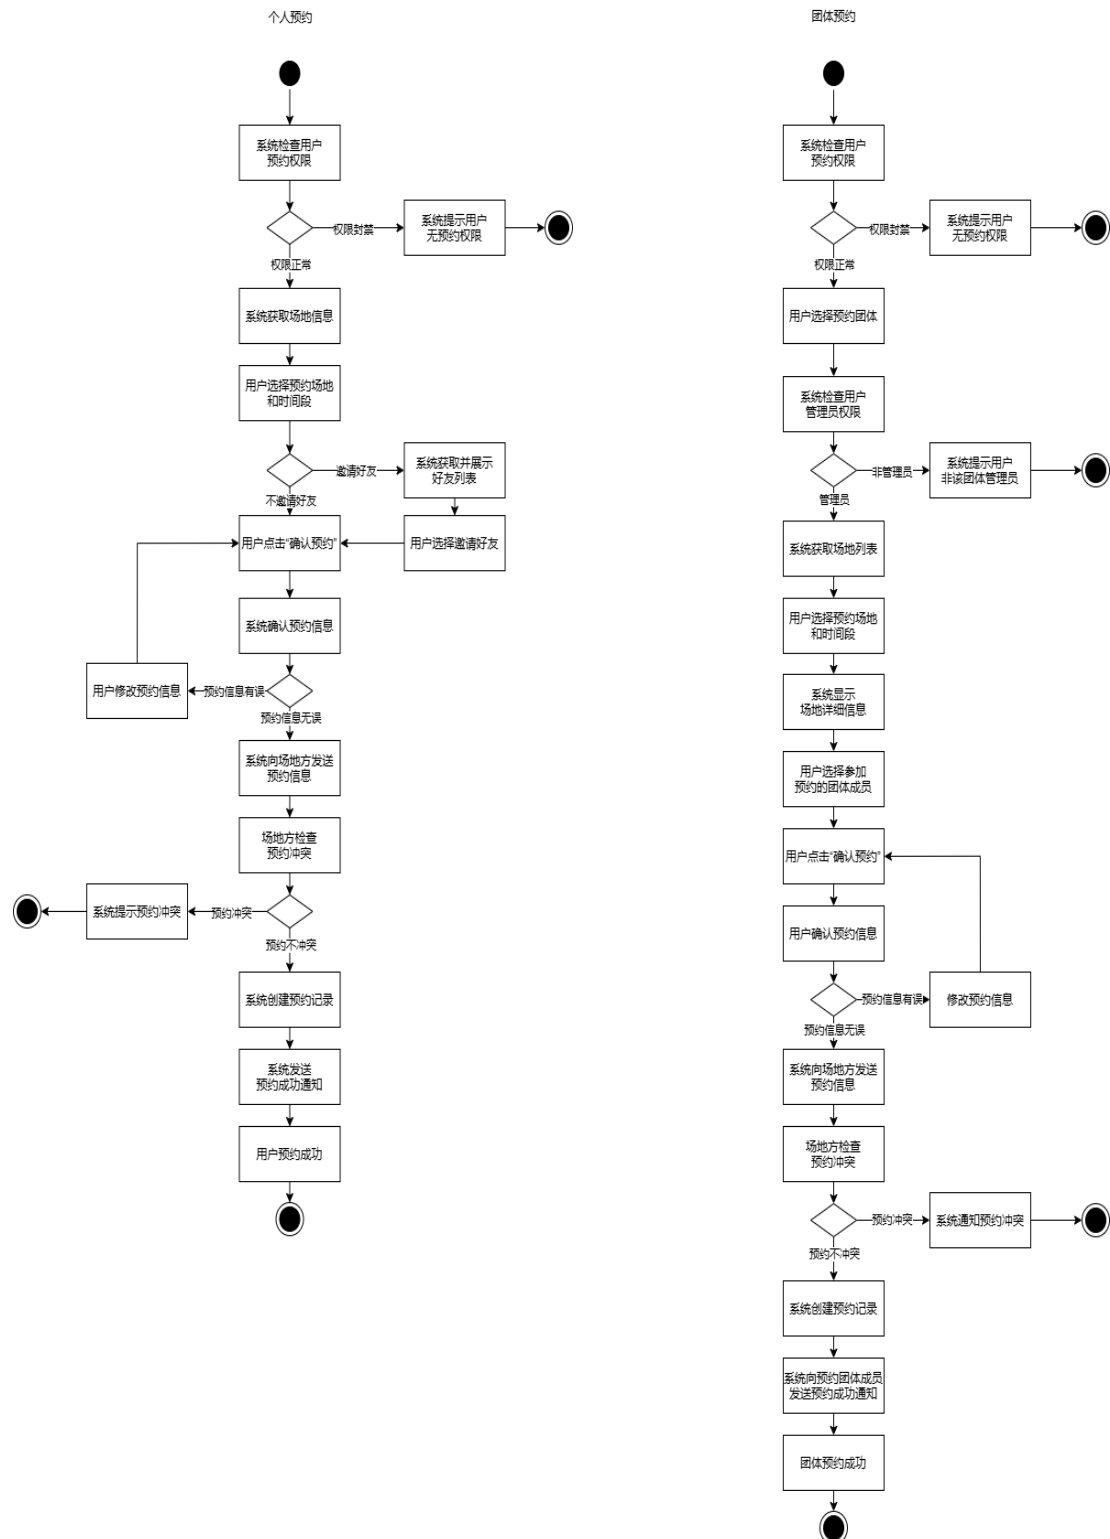 个人预约
系统检查用户
预约权限
权限封禁
系统提示用户
无预约权限
权限正常
系统获取场地信息
用户选择预约场地
和时间段
邀请好友
系统获取并展示
好友列表
不邀请好友
用户点击“确认预约”
用户选择邀请好友
系统确认预约信息
用户修改预约信息
预约信息有误
预约信息无误
系统向场地方发送
预约信息
场地方检查
预约冲突
系统提示预约冲突
预约冲突
预约不冲突
系统创建预约记录
系统发送
预约成功通知
用户预约成功
团体预约
系统检查用户
预约权限
权限封禁
系统提示用户
无预约权限
权限正常
用户选择预约团体
系统检查用户
管理员权限
非管理员
系统提示用户
非该团体管理员
管理员
系统获取场地列表
用户选择预约场地
和时间段
系统显示
场地详细信息
用户选择参加
预约的团体成员
用户点击“确认预约”
用户确认预约信息
预约信息有误
修改预约信息
预约信息无误
系统向场地方发送
预约信息
场地方检查
预约冲突
预约冲突
系统通知预约冲突
预约不冲突
系统创建预约记录
系统向预约团体成员
发送预约成功通知
团体预约成功